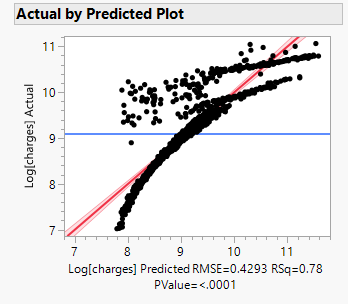 Actual by Predicted Plot
11
10
9
8
7
Log[charges] Actual
7 8 9 10 11
Log[charges] Predicted RMSE=0.4293 RSq=0.78
PValue=<.0001